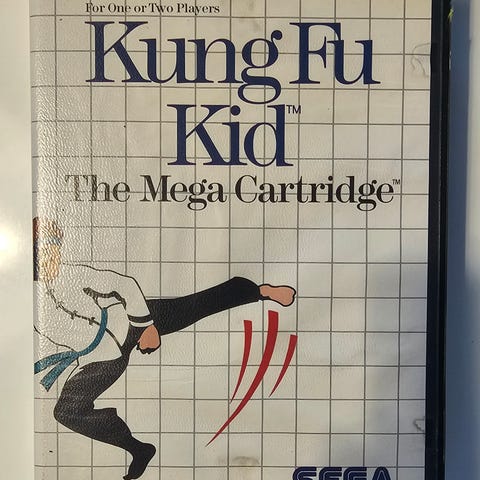 For One or Two Players
Kung Fu
Kid™
The Mega Cartridge™
SEGA